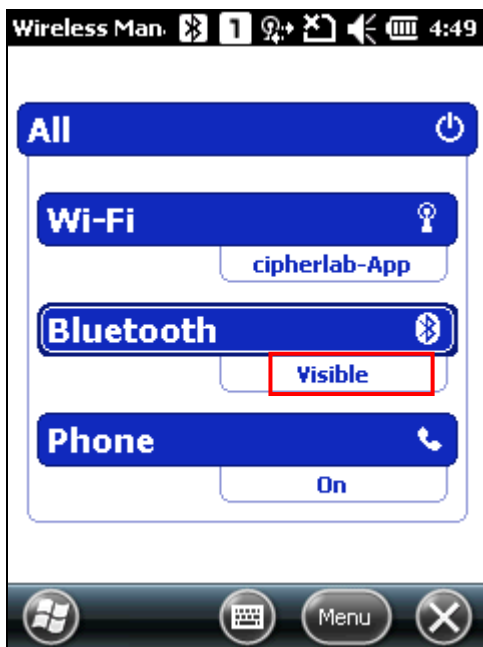 Wireless Man 1 4:49
All
Wi-Fi
cipherlab-App
Bluetooth
Visible
Phone
On
Menu